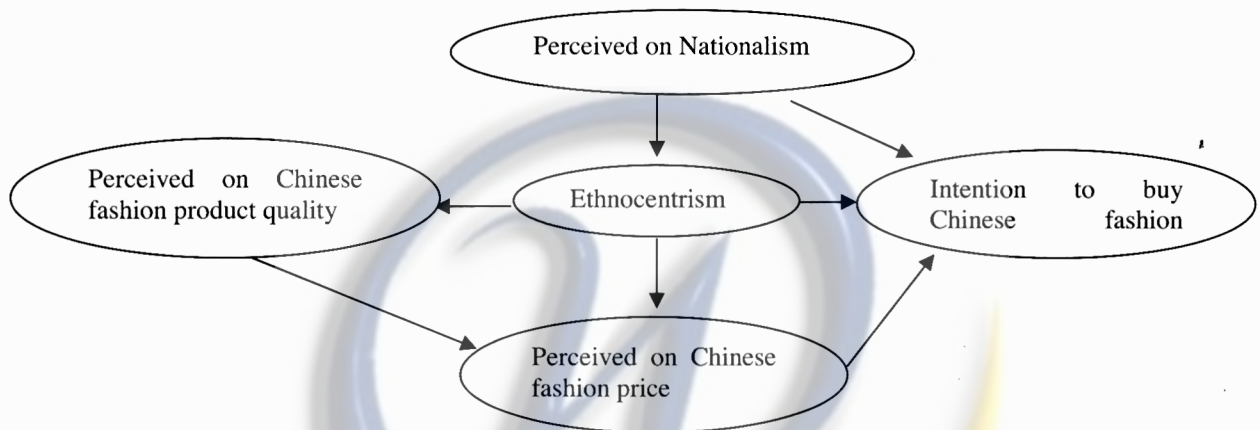 Perceived on Nationalism
Perceived on Chinese
fashion product quality
Ethnocentrism
Intention to buy
Chinese fashion
Perceived on Chinese
fashion price